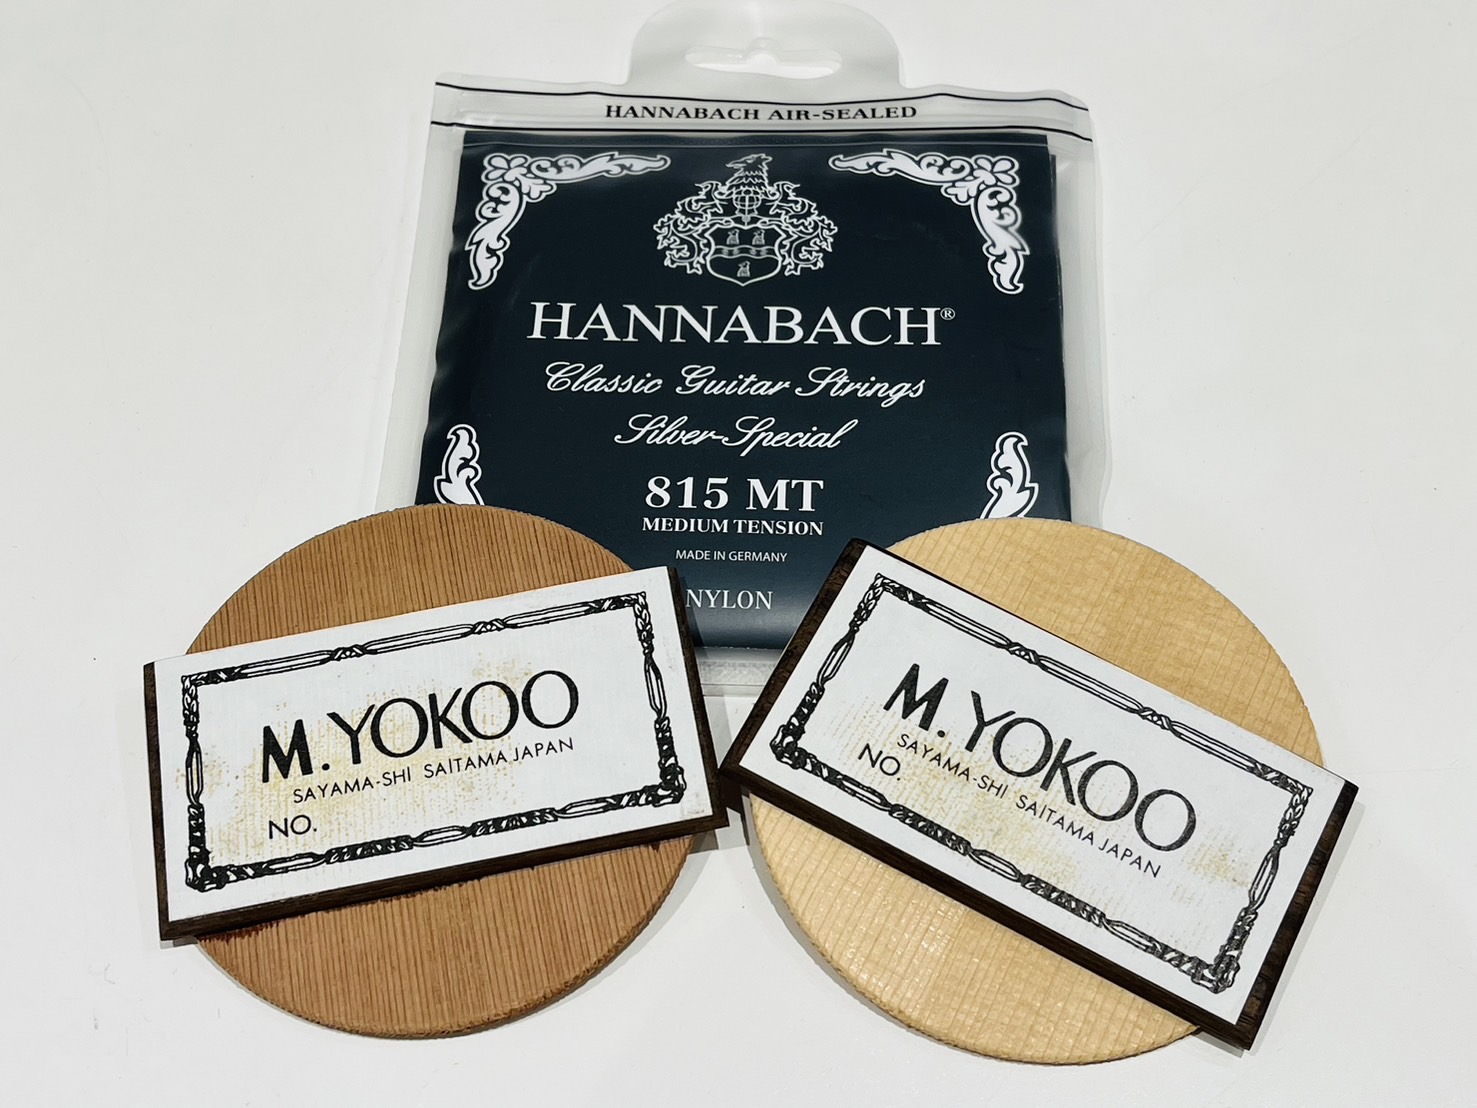 HANNABACH AIR-SEALED
HANNABACH®
Classic Guitar Strings
Silver-Special
815 MT
MEDIUM TENSION
MADE IN GERMANY
NYLON
M. YOKOO
SAYAMA-SHI SAITAMA JAPAN
NO.
M. YOKOO
SAYAMA-SHI SAITAMA JAPAN
NO.